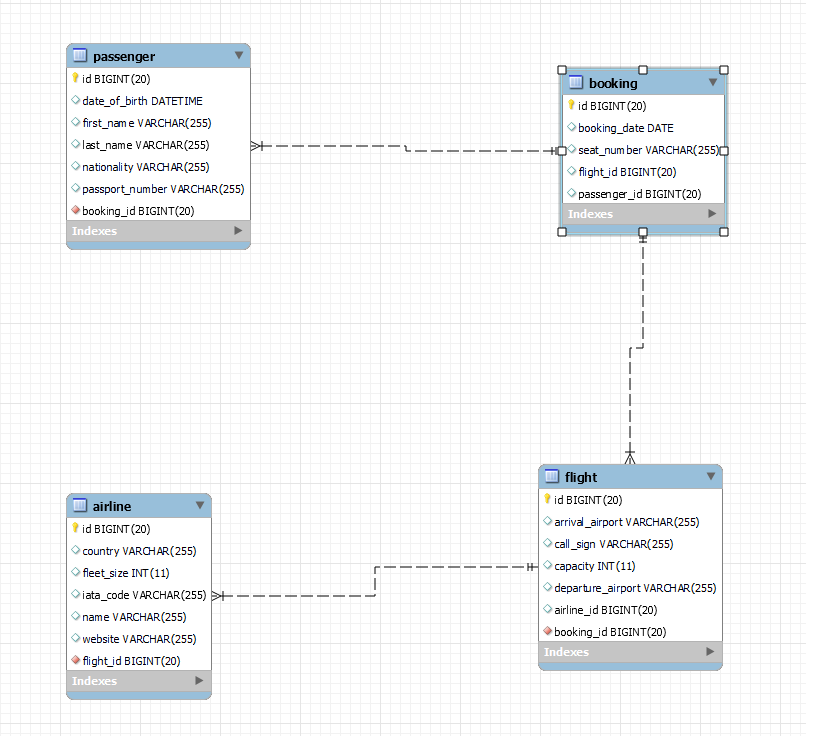 passenger
id BIGINT(20)
date_of_birth DATETIME
first_name VARCHAR(255)
last_name VARCHAR(255)
nationality VARCHAR(255)
passport_number VARCHAR(255)
booking_id BIGINT(20)
Indexes
booking
id BIGINT(20)
booking_date DATE
seat_number VARCHAR(255)
flight_id BIGINT(20)
passenger_id BIGINT(20)
Indexes
airline
id BIGINT(20)
country VARCHAR(255)
fleet_size INT(11)
iata_code VARCHAR(255)
name VARCHAR(255)
website VARCHAR(255)
flight_id BIGINT(20)
Indexes
flight
id BIGINT(20)
arrival_airport VARCHAR(255)
call_sign VARCHAR(255)
capacity INT(11)
departure_airport VARCHAR(255)
airline_id BIGINT(20)
booking_id BIGINT(20)
Indexes